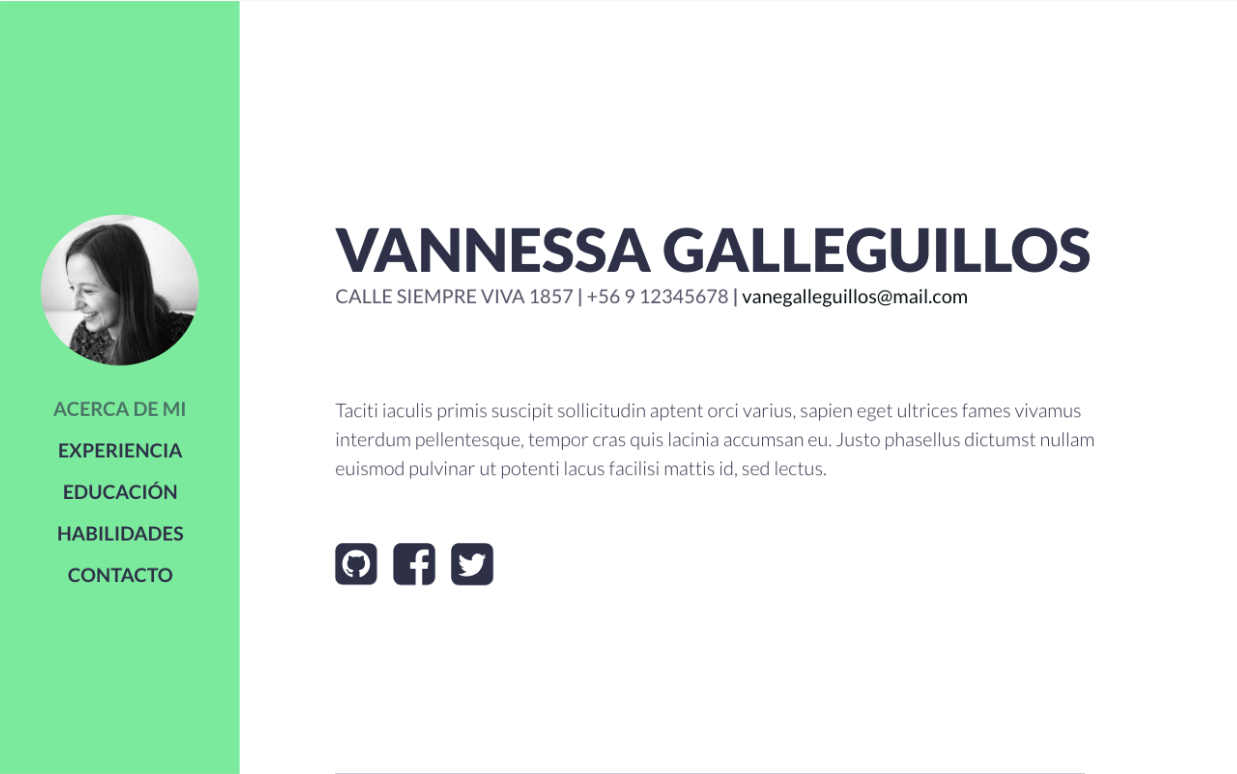 ACERCA DE MI
EXPERIENCIA
EDUCACIÓN
HABILIDADES
CONTACTO
VANNESSA GALLEGUILLOS
CALLE SIEMPRE VIVA 1857 | +56 9 12345678 | vanegalleguillos@mail.com
Taciti iaculis primis suscipit sollicitudin aptent orci varius, sapien eget ultrices fames vivamus
interdum pellentesque, tempor cras quis lacinia accumsan eu. Justo phasellus dictumst nullam
euismod pulvinar ut potenti lacus facilisi mattis id, sed lectus.